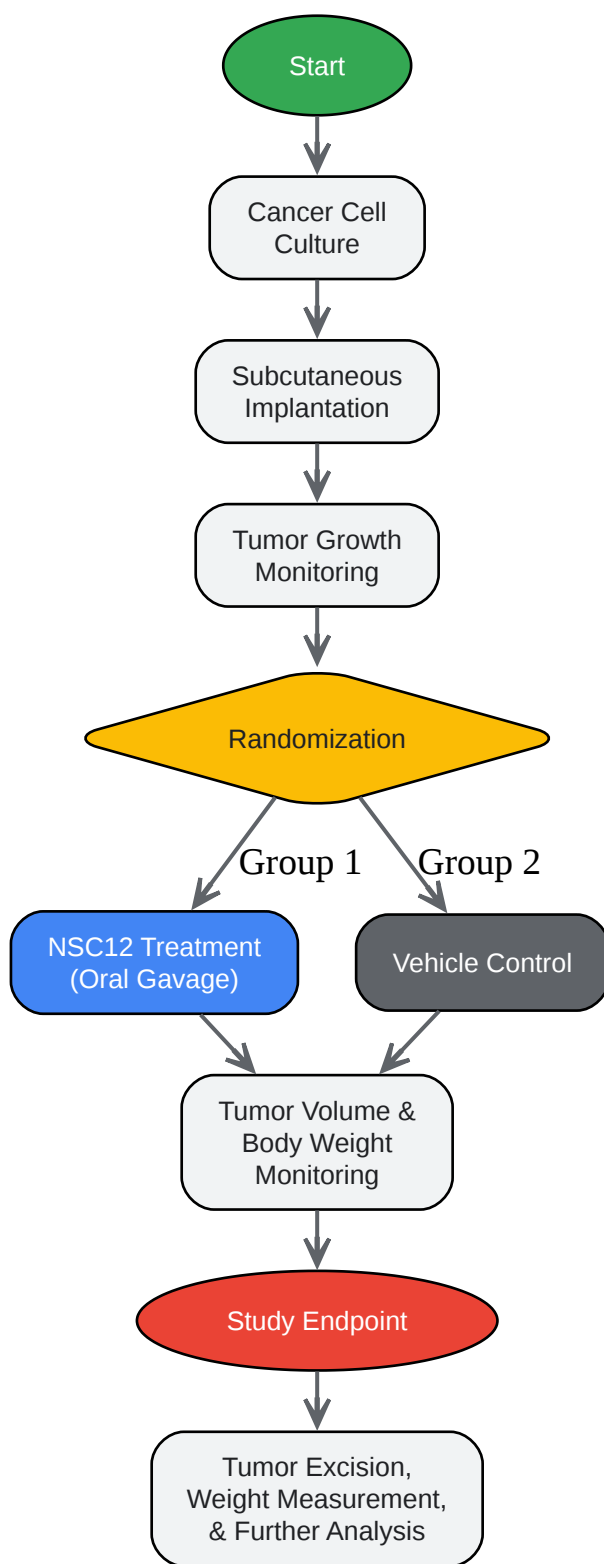 Start
Cancer Cell
Culture
Subcutaneous
Implantation
Tumor Growth
Monitoring
Randomization
Group 1
Group 2
NSC12 Treatment
(Oral Gavage)
Vehicle Control
Tumor Volume &
Body Weight
Monitoring
Study Endpoint
Tumor Excision,
Weight Measurement,
& Further Analysis